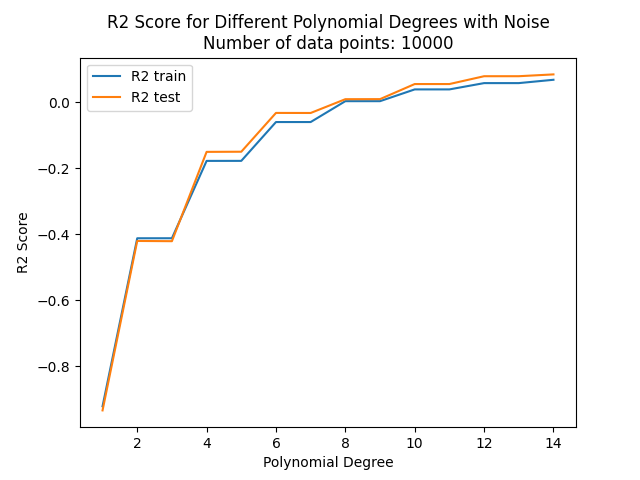 R2 Score for Different Polynomial Degrees with Noise
Number of data points: 10000
R2 train
R2 test
0.0
−0.2
−0.4
−0.6
−0.8
R2 Score
2 4 6 8 10 12 14
Polynomial Degree